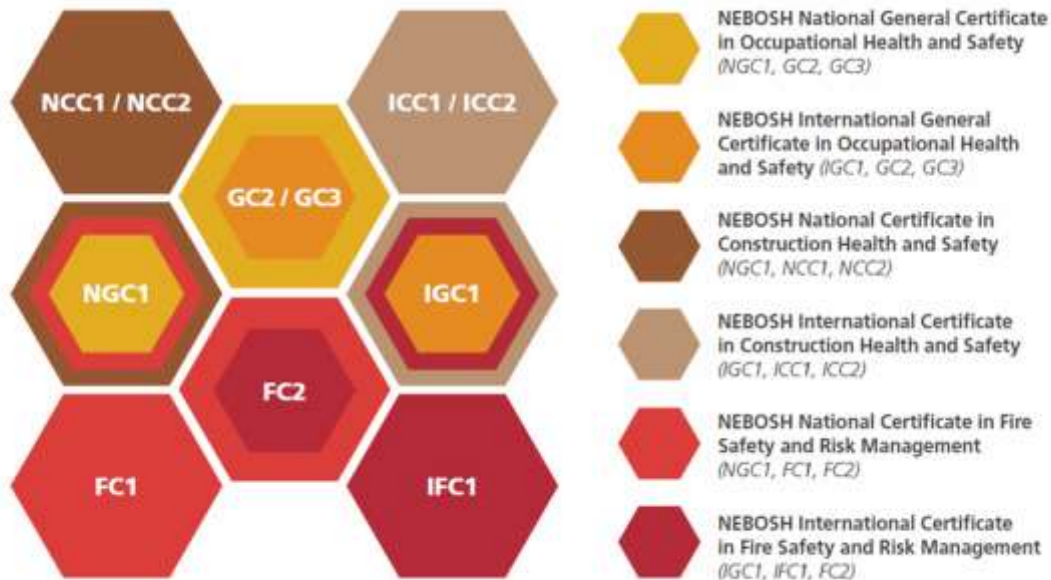 NCC1 / NCC2
ICC1 / ICC2
GC2 / GC3
NGC1
IGC1
FC2
FC1
IFC1
NEBOSH National General Certificate
in Occupational Health and Safety
(NGC1, GC2, GC3)
NEBOSH International General
Certificate in Occupational Health
and Safety (IGC1, GC2, GC3)
NEBOSH National Certificate in
Construction Health and Safety
(NGC1, NCC1, NCC2)
NEBOSH International Certificate
in Construction Health and Safety
(IGC1, ICC1, ICC2)
NEBOSH National Certificate in Fire
Safety and Risk Management
(NGC1, FC1, FC2)
NEBOSH International Certificate
in Fire Safety and Risk Management
(IGC1, IFC1, FC2)